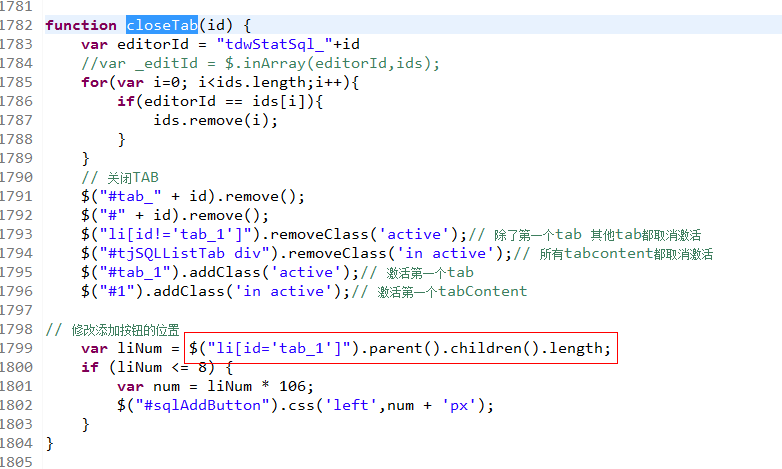 1781
1782 function closeTab(id) {
1783     var editorId = "tdwStatSql_"+id
1784     //var _editId = $.inArray(editorId,ids);
1785     for(var i=0; i<ids.length;i++){
1786         if(editorId == ids[i]){
1787             ids.remove(i);
1788         }
1789     }
1790     // 关闭TAB
1791     $("#tab_" + id).remove();
1792     $("#" + id).remove();
1793     $("li[id!='tab_1']").removeClass('active');// 除了第一个tab 其他tab都取消激活
1794     $("#tjSQLListTab div").removeClass('in active');// 所有tabcontent都取消激活
1795     $("#tab_1").addClass('active');// 激活第一个tab
1796     $("#1").addClass('in active');// 激活第一个tabContent
1797
1798 // 修改添加按钮的位置
1799     var liNum = $("li[id='tab_1']").parent().children().length;
1800     if (liNum <= 8) {
1801         var num = liNum * 106;
1802         $("#sqlAddButton").css('left',num + 'px');
1803     }
1804 }
1805